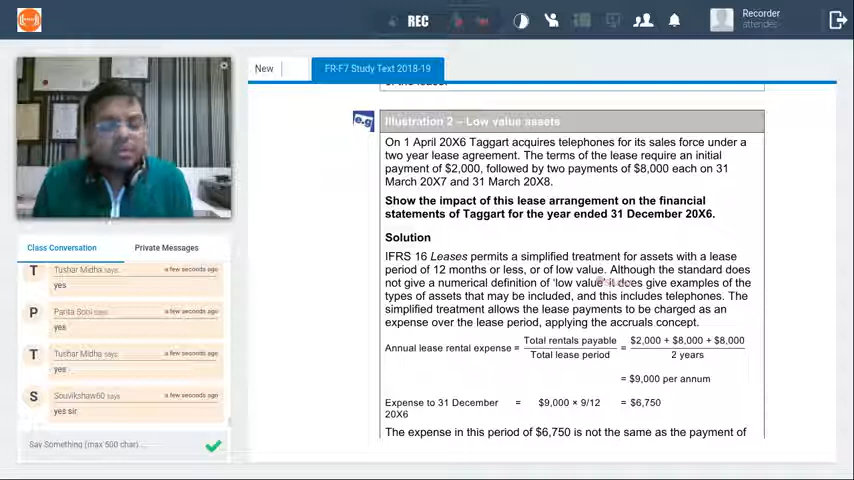 REC
Recorder
attendes
New
FR-F7 Study Text 2018-19
e.g
Illustration 2 – Low value assets
On 1 April 20X6 Taggart acquires telephones for its sales force under a
two year lease agreement. The terms of the lease require an initial
payment of $2,000, followed by two payments of $8,000 each on 31
March 20X7 and 31 March 20X8.
Show the impact of this lease arrangement on the financial
statements of Taggart for the year ended 31 December 20X6.
Solution
IFRS 16 Leases permits a simplified treatment for assets with a lease
period of 12 months or less, or of low value. Although the standard does
not give a numerical definition of 'low value' it does give examples of the
types of assets that may be included, and this includes telephones. The
simplified treatment allows the lease payments to be charged as an
expense over the lease period, applying the accruals concept.
Annual lease rental expense = Total rentals payable = $2,000 + $8,000 + $8,000
Total lease period 2 years
= $9,000 per annum
Expense to 31 December = $9,000 × 9/12 = $6,750
20X6
The expense in this period of $6,750 is not the same as the payment of
Class Conversation Private Messages
T Tushar Midha says a few seconds ago
yes
P Panta Sobi says a few seconds ago
yes
T Tushar Midha says a few seconds ago
yes
S Souvikshaw60 says a few seconds ago
yes sir
Say Something (max 500 char)....